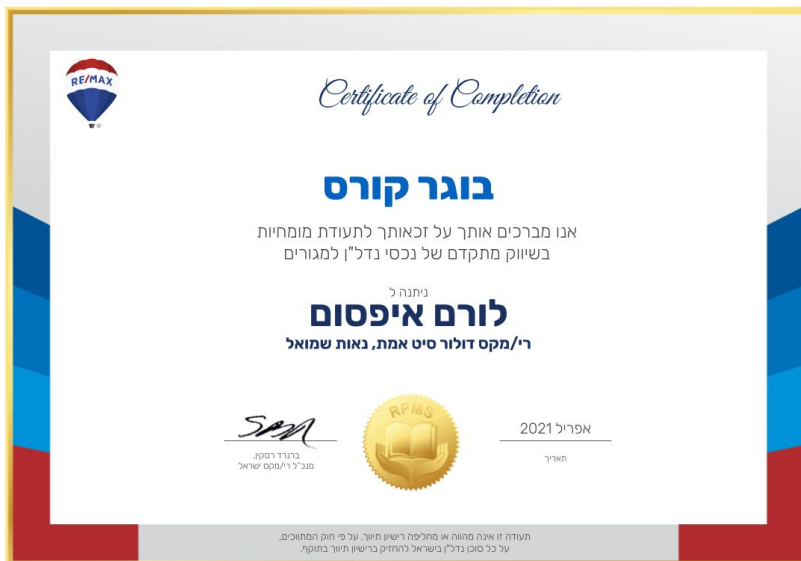 RE/MAX
Certificate of Completion
בוגר קורס
אנו מברכים אותך על זכאותך לתעודת מומחיות
בשיווק מתקדם של נכסי נדל"ן למגורים
ניתנה ל
לורם איפסום
רי/מקס דולור סיט אמת, נאות שמואל
RPMS
אפריל 2021
ברנרד רסקין,
מנכ"ל רי/מקס ישראל
תאריך
תעודה זו אינה מהווה או מחליפה רישיון תיווך. על פי חוק המתווכים,
על כל סוכן נדל"ן בישראל להחזיק ברישיון תיווך בתוקף.